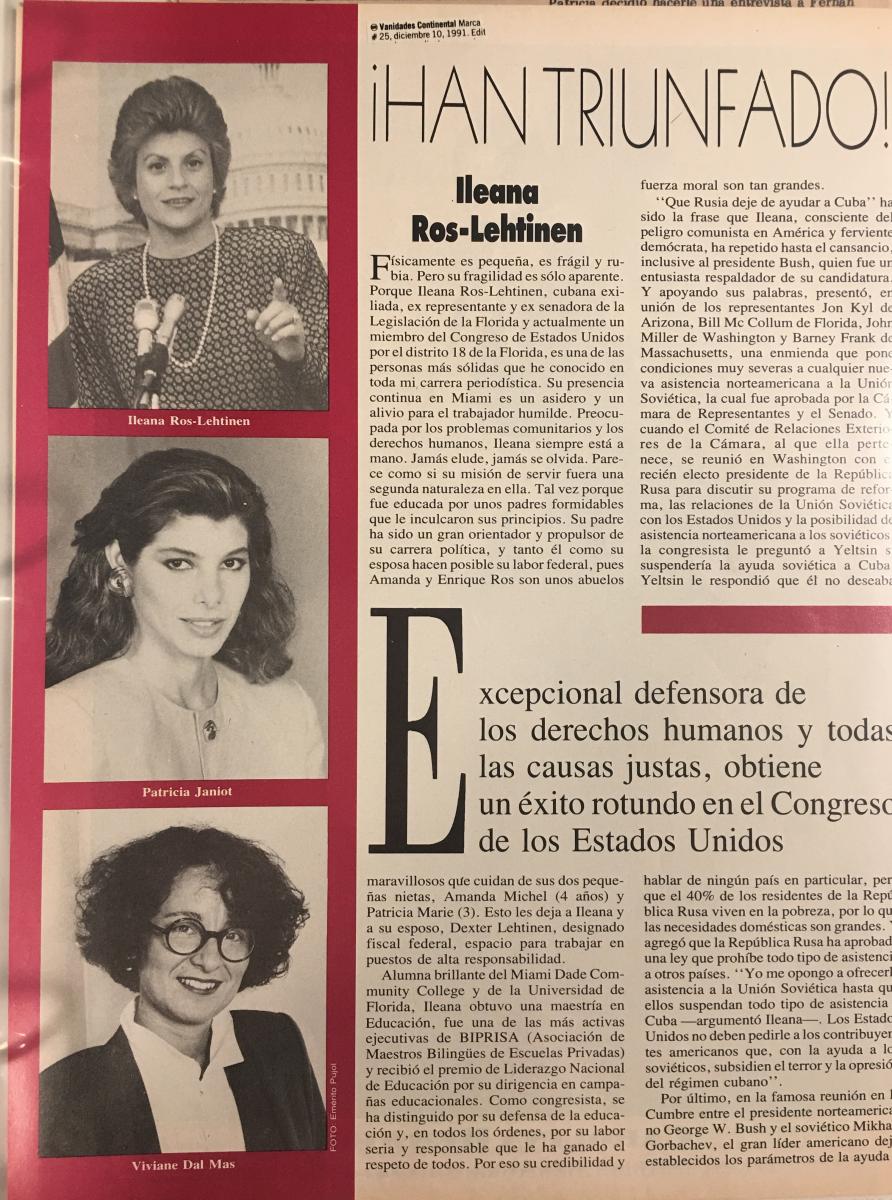 Patricia decidió hacerle una entrevista a Fernán
Vanidades Continental Marca
# 25, diciembre 10, 1991. Edit
¡HAN TRIUNFADO!
Ileana Ros-Lehtinen
Patricia Janiot
Viviane Dal Mas
FOTO: Emérito Pujol
Ileana
Ros-Lehtinen
Físicamente es pequeña, es frágil y ru-
bia. Pero su fragilidad es sólo aparente.
Porque Ileana Ros-Lehtinen, cubana exi-
liada, ex representante y ex senadora de la
Legislación de la Florida y actualmente un
miembro del Congreso de Estados Unidos
por el distrito 18 de la Florida, es una de las
personas más sólidas que he conocido en
toda mi carrera periodística. Su presencia
continua en Miami es un asidero y un
alivio para el trabajador humilde. Preocu-
pada por los problemas comunitarios y los
derechos humanos, Ileana siempre está a
mano. Jamás elude, jamás se olvida. Pare-
ce como si su misión de servir fuera una
segunda naturaleza en ella. Tal vez porque
fue educada por unos padres formidables
que le inculcaron sus principios. Su padre
ha sido un gran orientador y propulsor de
su carrera política, y tanto él como su
esposa hacen posible su labor federal, pues
Amanda y Enrique Ros son unos abuelos
maravillosos que cuidan de sus dos peque-
ñas nietas, Amanda Michel (4 años) y
Patricia Marie (3). Esto les deja a Ileana y
a su esposo, Dexter Lehtinen, designado
fiscal federal, espacio para trabajar en
puestos de alta responsabilidad.
Alumna brillante del Miami Dade Com-
munity College y de la Universidad de
Florida, Ileana obtuvo una maestría en
Educación, fue una de las más activas
ejecutivas de BIPRISA (Asociación de
Maestros Bilingües de Escuelas Privadas)
y recibió el premio de Liderazgo Nacional
de Educación por su dirigencia en campa-
ñas educacionales. Como congresista, se
ha distinguido por su defensa de la educa-
ción y, en todos los órdenes, por su labor
seria y responsable que le ha ganado el
respeto de todos. Por eso su credibilidad y
fuerza moral son tan grandes.
"Que Rusia deje de ayudar a Cuba" ha
sido la frase que Ileana, consciente del
peligro comunista en América y ferviente
demócrata, ha repetido hasta el cansancio,
inclusive al presidente Bush, quien fue un
entusiasta respaldador de su candidatura.
Y apoyando sus palabras, presentó, en
unión de los representantes Jon Kyl de
Arizona, Bill Mc Collum de Florida, John
Miller de Washington y Barney Frank de
Massachusetts, una enmienda que pone
condiciones muy severas a cualquier nue-
va asistencia norteamericana a la Unión
Soviética, la cual fue aprobada por la Cá-
mara de Representantes y el Senado. Y
cuando el Comité de Relaciones Exterio-
res de la Cámara, al que ella perte-
nece, se reunió en Washington con e
recién electo presidente de la República
Rusa para discutir su programa de refor-
ma, las relaciones de la Unión Soviética
con los Estados Unidos y la posibilidad de
asistencia norteamericana a los soviéticos
la congresista le preguntó a Yeltsin s
suspendería la ayuda soviética a Cuba
Yeltsin le respondió que él no deseaba
Excepcional defensora de
los derechos humanos y todas
las causas justas, obtiene
un éxito rotundo en el Congreso
de los Estados Unidos
hablar de ningún país en particular, per
que el 40% de los residentes de la Repú
blica Rusa viven en la pobreza, por lo qu
las necesidades domésticas son grandes. Y
agregó que la República Rusa ha aprobad
una ley que prohíbe todo tipo de asistenci
a otros países. "Yo me opongo a ofrecerl
asistencia a la Unión Soviética hasta qu
ellos suspendan todo tipo de asistencia
Cuba —argumentó Ileana—. Los Estado
Unidos no deben pedirle a los contribuyen
tes americanos que, con la ayuda a lo
soviéticos, subsidien el terror y la opresió
del régimen cubano".
Por último, en la famosa reunión en l
Cumbre entre el presidente norteamerica
no George W. Bush y el soviético Mikha
Gorbachev, el gran líder americano dej
establecidos los parámetros de la ayuda